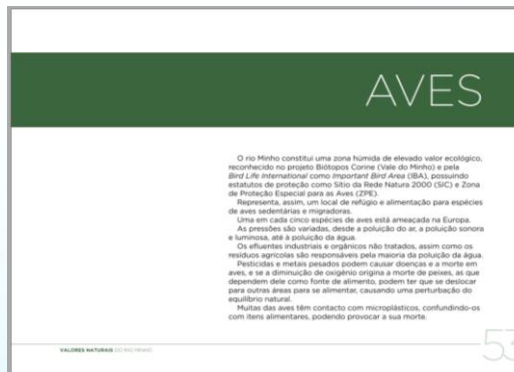 AVES
O rio Minho constitui uma zona húmida de elevado valor ecológico,
reconhecido no projeto Biótopos Corine (Vale do Minho) e pela
Bird Life International como Important Bird Area (IBA), possuindo
estatutos de proteção como Sítio da Rede Natura 2000 (SIC) e Zona
de Proteção Especial para as Aves (ZPE).
Representa, assim, um local de refúgio e alimentação para espécies
de aves sedentárias e migradoras.
Uma em cada cinco espécies de aves está ameaçada na Europa.
As pressões são variadas, desde a poluição do ar, a poluição sonora
e luminosa, até à poluição da água.
Os efluentes industriais e orgânicos não tratados, assim como os
resíduos agrícolas são responsáveis pela maioria da poluição da água.
Pesticidas e metais pesados podem causar doenças e a morte em
aves, e se a diminuição de oxigénio origina a morte de peixes, as que
dependem dele como fonte de alimento, podem ter que se deslocar
para outras áreas para se alimentar, causando uma perturbação do
equilíbrio natural.
Muitas das aves têm contacto com microplásticos, confundindo-os
com itens alimentares, podendo provocar a sua morte.
VALORES NATURAIS DO RIO MINHO
53